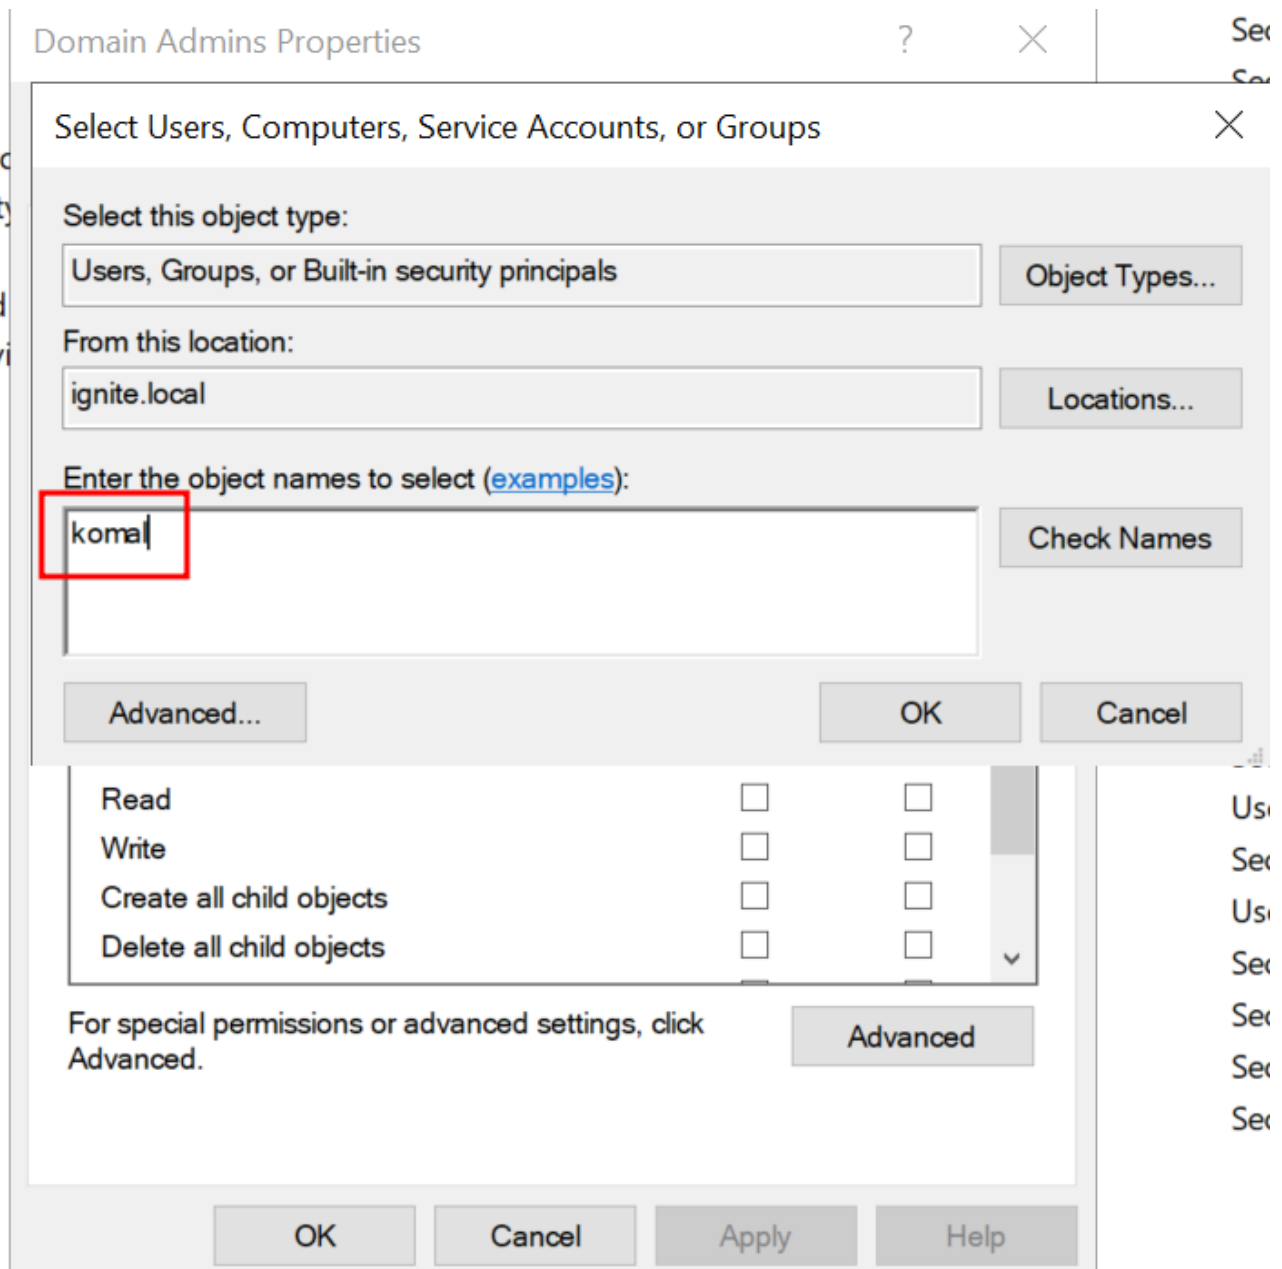 Domain Admins Properties
Select Users, Computers, Service Accounts, or Groups
Select this object type:
Users, Groups, or Built-in security principals
Object Types...
From this location:
ignite.local
Locations...
Enter the object names to select (examples):
komal
Check Names
Advanced...
OK
Cancel
Read
Write
Create all child objects
Delete all child objects
For special permissions or advanced settings, click
Advanced.
Advanced
OK
Cancel
Apply
Help